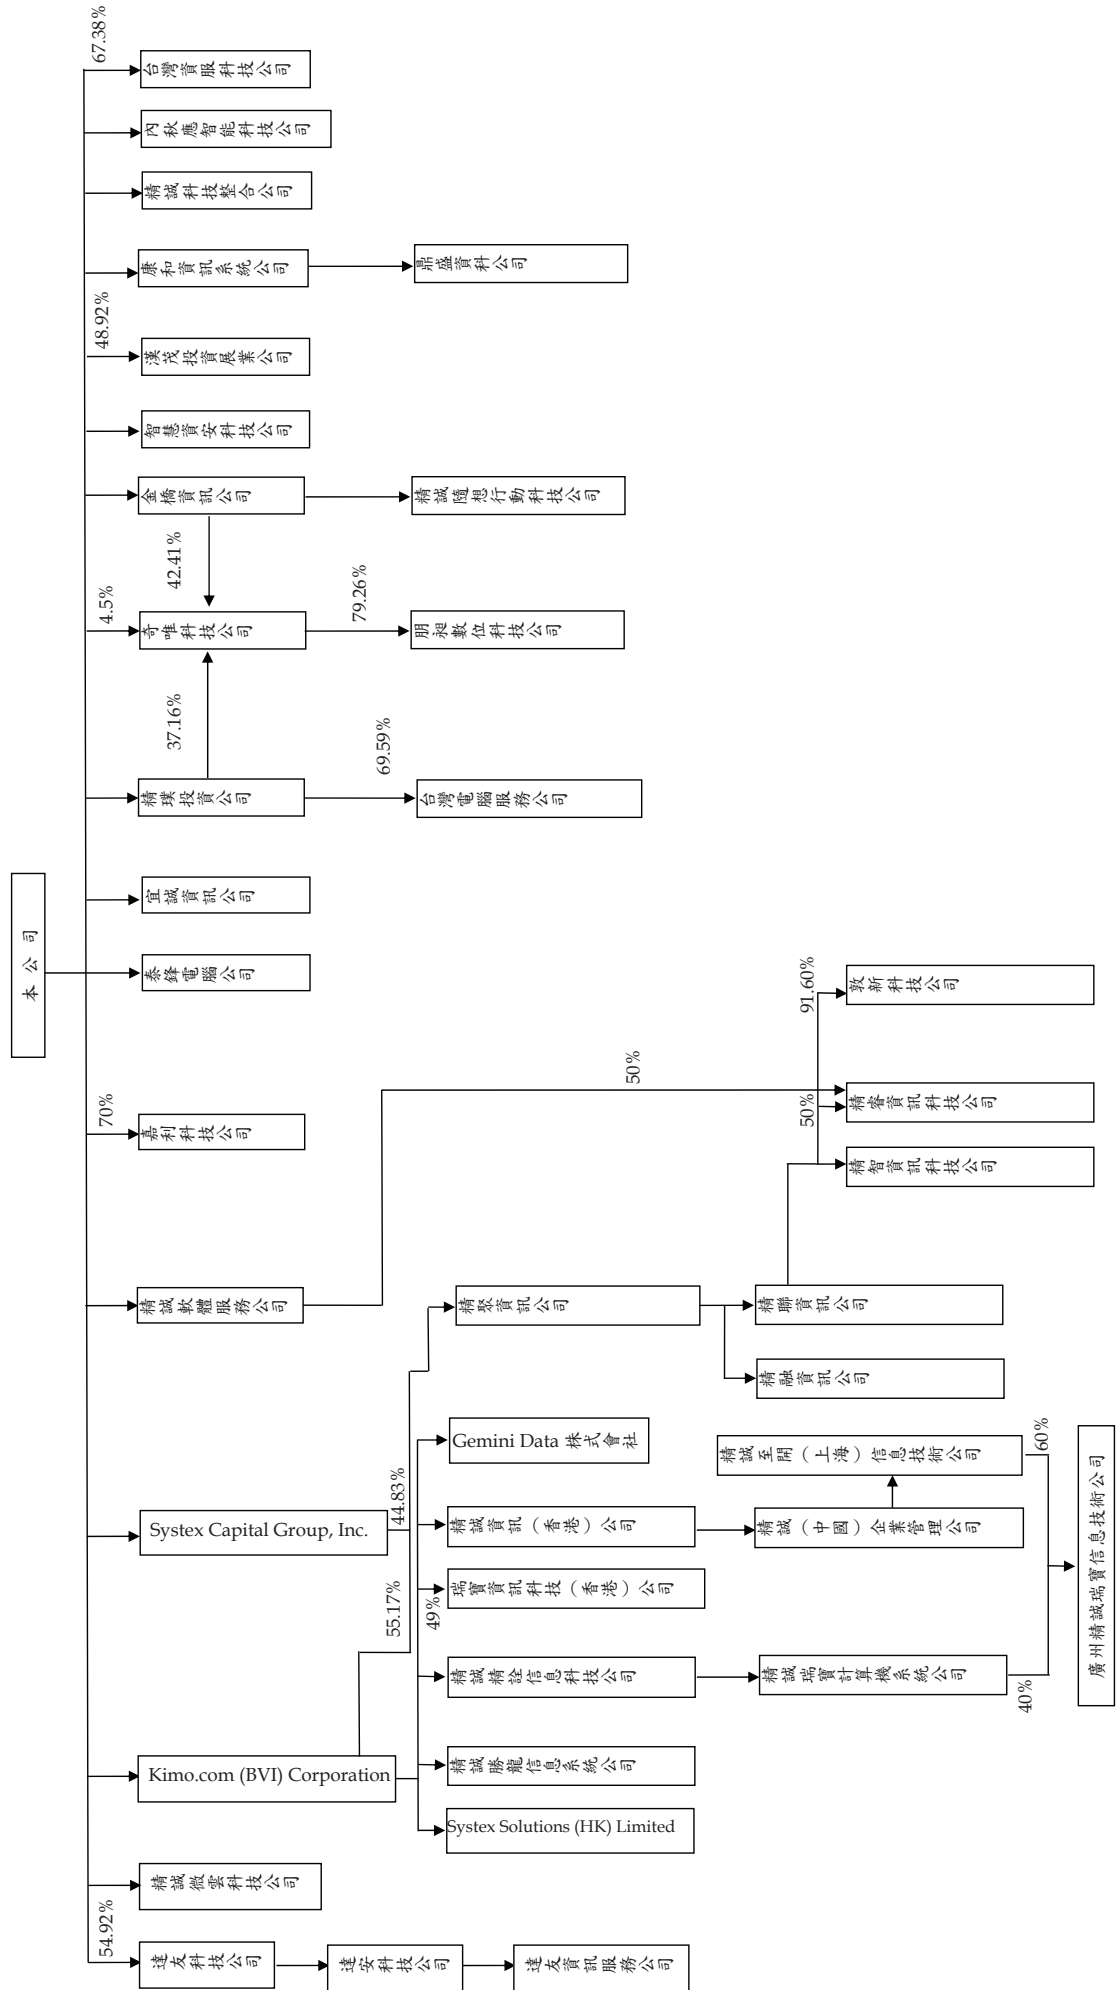 本公司
67.38%
台灣資服科技公司
內秋應智能科技公司
精誠科技整合公司
康和資訊系統公司
鼎盛資科公司
48.92%
漢茂投資展業公司
智慧資安科技公司
金橋資訊公司
精誠隨想行動科技公司
42.41%
4.5%
奇唯科技公司
79.26%
朋昶數位科技公司
37.16%
精璞投資公司
69.59%
台灣電腦服務公司
宜誠資訊公司
泰鋒電腦公司
70%
嘉利科技公司
精誠軟體服務公司
50%
91.60%
敦新科技公司
50%
精睿資訊科技公司
精智資訊科技公司
精聚資訊公司
精聯資訊公司
精融資訊公司
Systex Capital Group, Inc.
44.83%
55.17%
Gemini Data 株式會社
精誠資訊（香港）公司
精誠（中國）企業管理公司
精誠至開（上海）信息技術公司
60%
49%
瑞寶資訊科技（香港）公司
精誠精詮信息科技公司
精誠瑞寶計算機系統公司
40%
廣州精誠瑞寶信息技術公司
Kimo.com (BVI) Corporation
精誠勝龍信息系統公司
Systex Solutions (HK) Limited
精誠微雲科技公司
54.92%
達友科技公司
達安科技公司
達友資訊服務公司